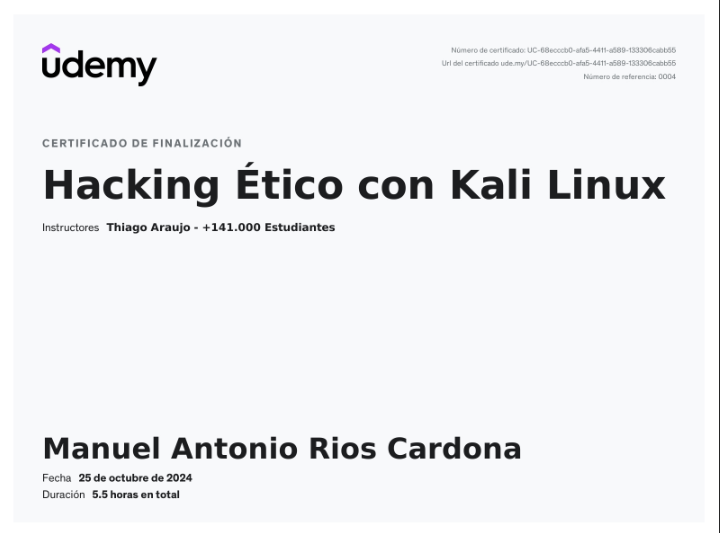 udemy
Número de certificado: UC-68ecccb0-afa5-4411-a589-133306cabb55
Url del certificado ude.my/UC-68ecccb0-afa5-4411-a589-133306cabb55
Número de referencia: 0004
CERTIFICADO DE FINALIZACIÓN
Hacking Ético con Kali Linux
Instructores Thiago Araujo - +141.000 Estudiantes
Manuel Antonio Rios Cardona
Fecha 25 de octubre de 2024
Duración 5.5 horas en total